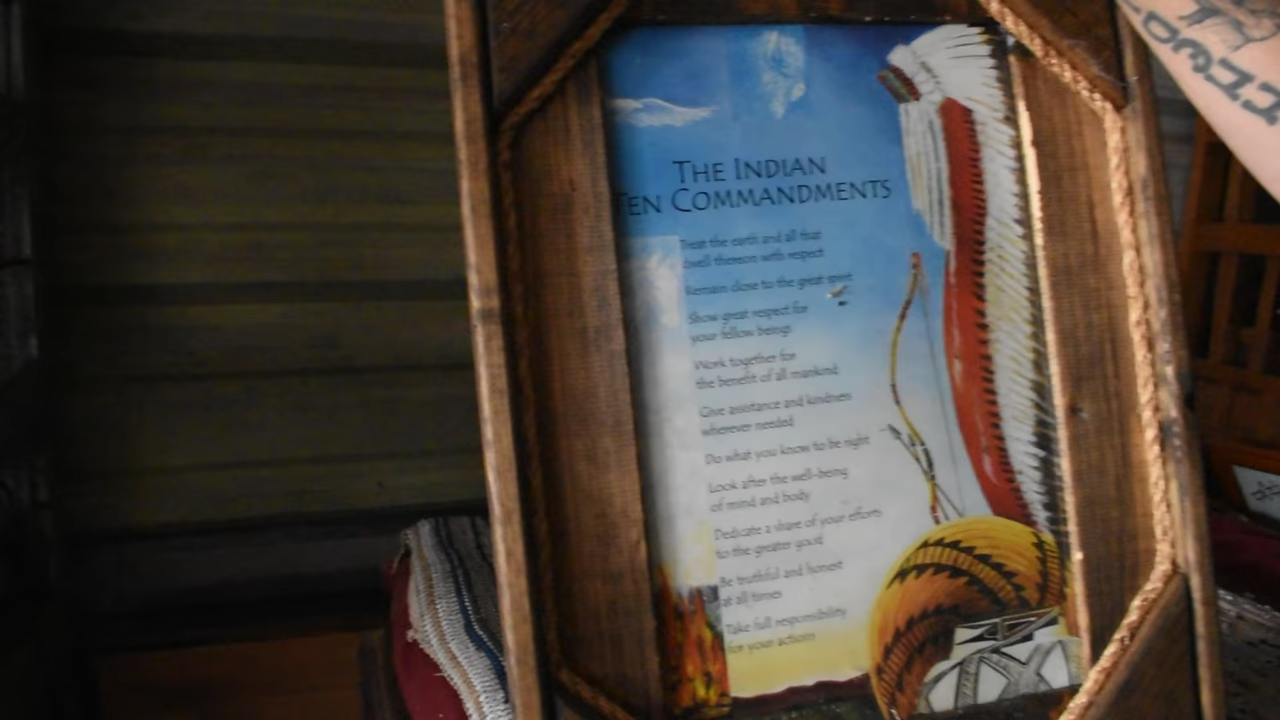 THE INDIAN
TEN COMMANDMENTS
Treat the earth and all that
dwell thereon with respect
Remain close to the great spirit
Show great respect for
your fellow beings
Work together for
the benefit of all mankind
Give assistance and kindness
wherever needed
Do what you know to be right
Look after the well-being
of mind and body
Dedicate a share of your efforts
to the greater good
Be truthful and honest
at all times
Take full responsibility
for your actions